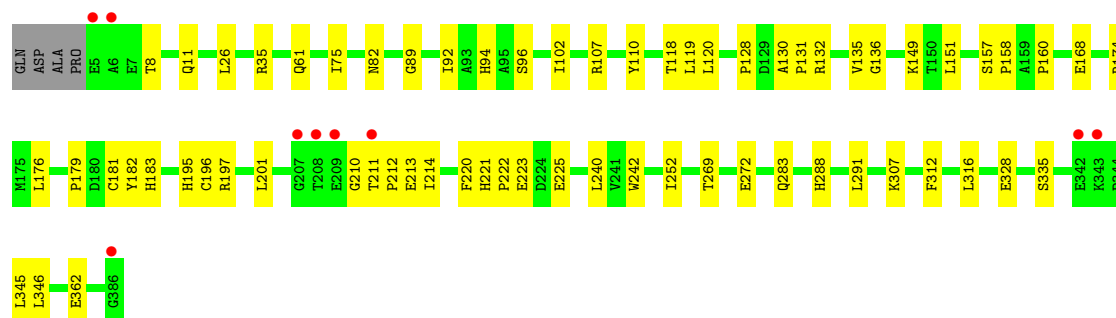 GLN ASP ALA PRO E5 A6 E7 T8 Q11 L26 R35 Q61 I75 N82 G89 I92 A93 H94 A95 S96 I102 R107 Y110 T118 L119 L120 P128 D129 A130 P131 R132 V135 G136 K149 T150 L151 S157 P158 A159 P160 E168
M175 L176 P179 D180 C181 Y182 H183 H195 C196 R197 L201 G207 T208 E209 G210 T211 P212 E213 I214 F220 H221 P222 E223 D224 E225 L240 V241 W242 I252 T269 E272 Q283 H288 L291 K307 F312 L316 E328 S335 E342 K343
L345 L346 E362 G386